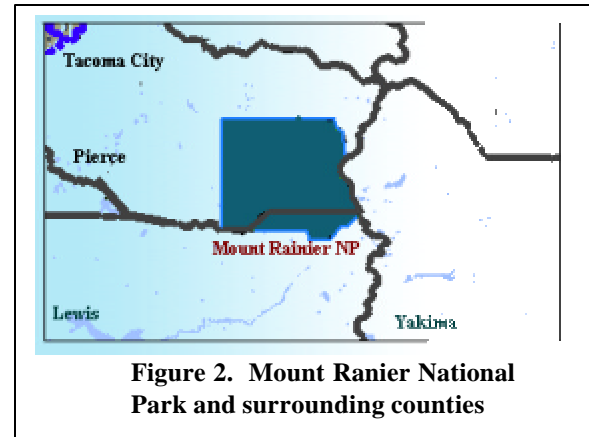 Tacoma City
Pierce
Mount Rainier NP
Lewis
Yakima
Figure 2.  Mount Ranier National
Park and surrounding counties